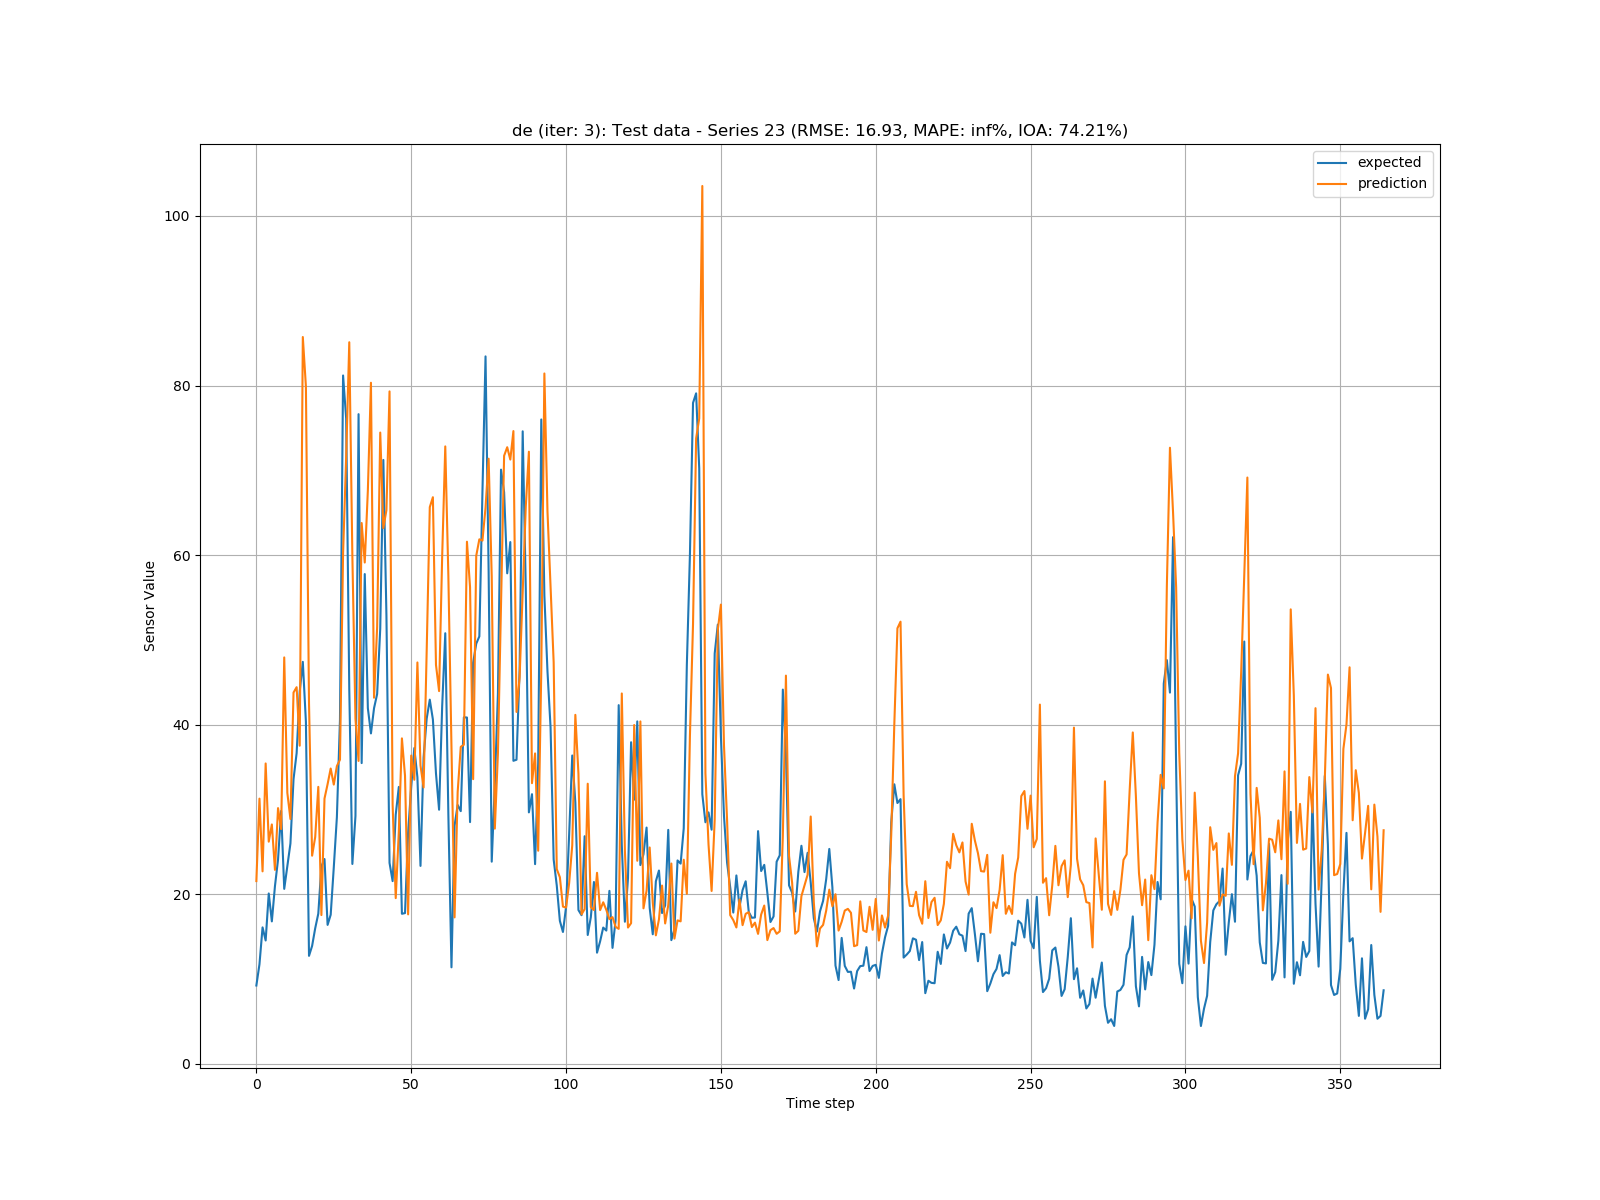 de (iter: 3): Test data - Series 23 (RMSE: 16.93, MAPE: inf%, IOA: 74.21%)
expected
prediction
100
80
60
40
20
0
Sensor Value
0 50 100 150 200 250 300 350
Time step